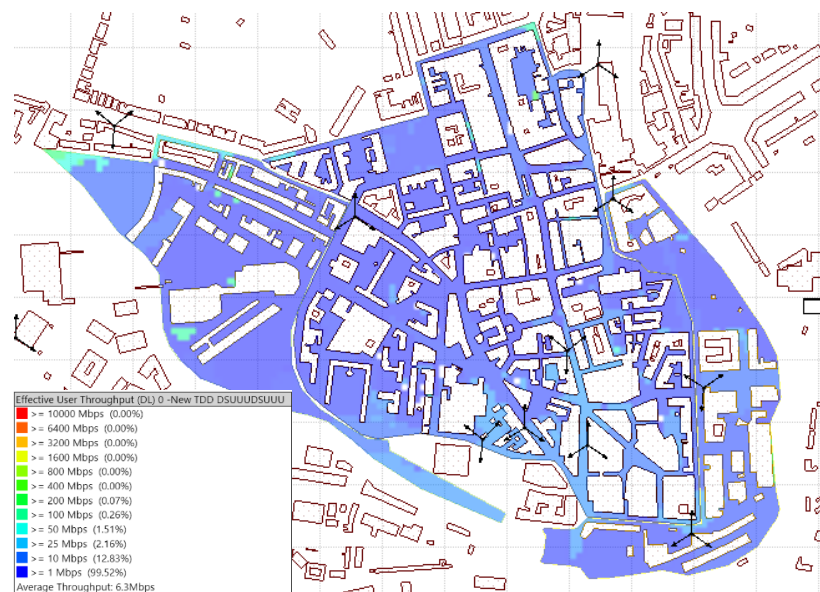 Effective User Throughput (DL) 0 -New TDD DSUUUDSUUU
>= 10000 Mbps (0.00%)
>= 6400 Mbps (0.00%)
>= 3200 Mbps (0.00%)
>= 1600 Mbps (0.00%)
>= 800 Mbps (0.00%)
>= 400 Mbps (0.00%)
>= 200 Mbps (0.07%)
>= 100 Mbps (0.26%)
>= 50 Mbps (1.51%)
>= 25 Mbps (2.16%)
>= 10 Mbps (12.83%)
>= 1 Mbps (99.52%)
Average Throughput: 6.3Mbps